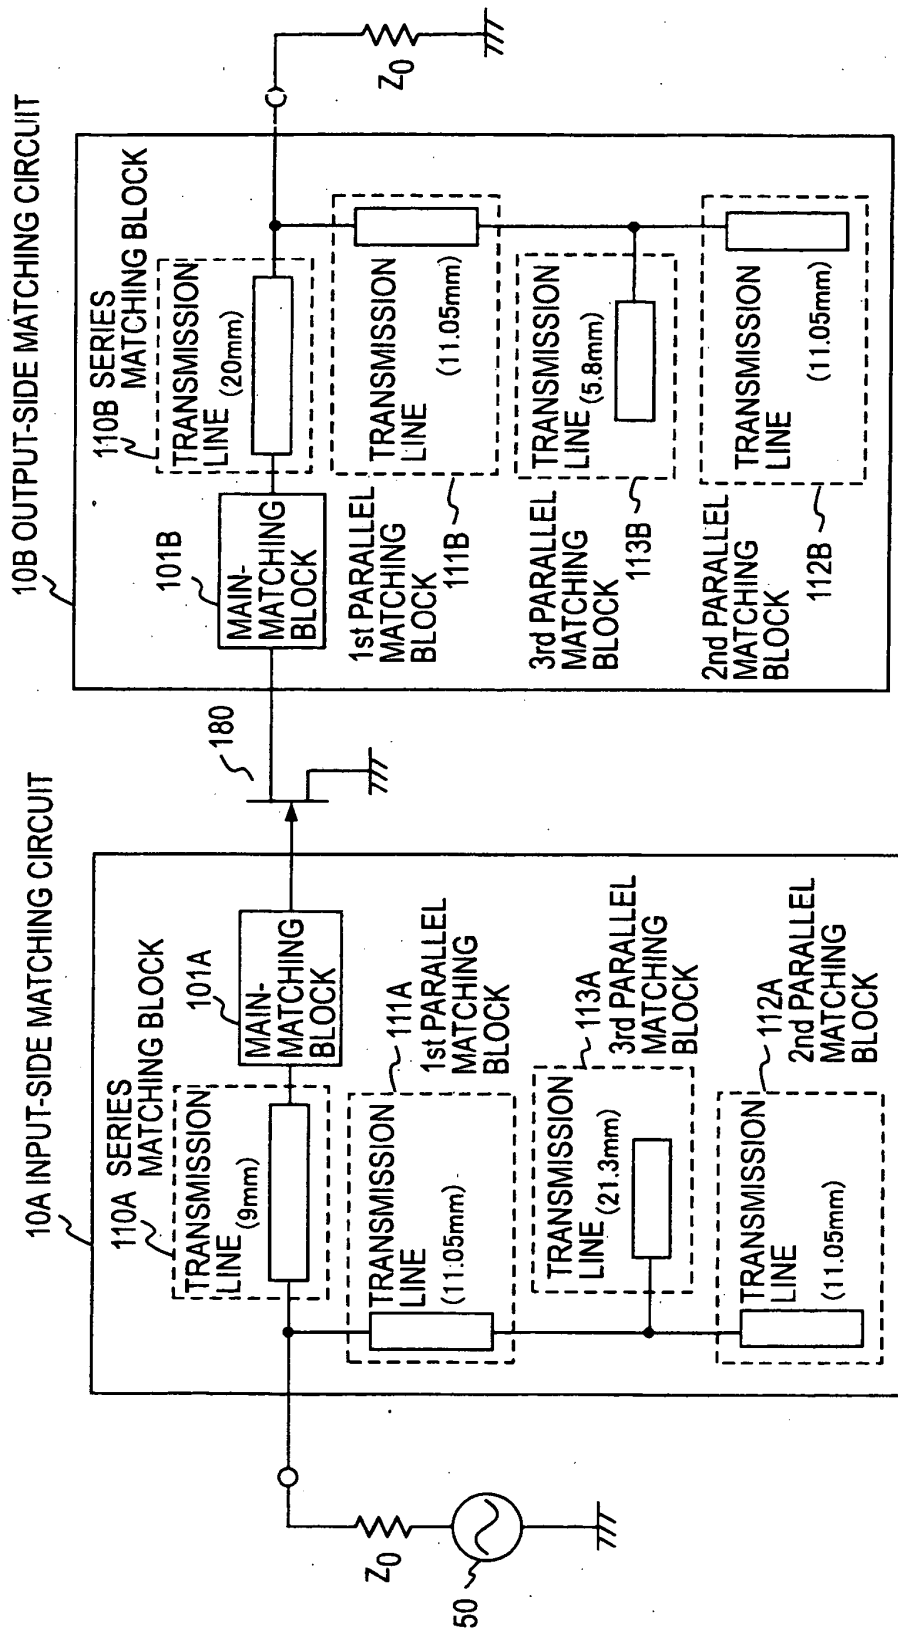 10A INPUT-SIDE MATCHING CIRCUIT
110A SERIES
MATCHING BLOCK
TRANSMISSION
LINE
(9mm)
101A
MAIN-
MATCHING
BLOCK
TRANSMISSION
LINE
(11.05mm)
111A
1st PARALLEL
MATCHING
BLOCK
TRANSMISSION
LINE
(21.3mm)
113A
3rd PARALLEL
MATCHING
BLOCK
TRANSMISSION
LINE
(11.05mm)
112A
2nd PARALLEL
MATCHING
BLOCK
Z0
50
180
10B OUTPUT-SIDE MATCHING CIRCUIT
101B
MAIN-
MATCHING
BLOCK
110B SERIES
MATCHING BLOCK
TRANSMISSION
LINE
(20mm)
1st PARALLEL
MATCHING
BLOCK
111B
TRANSMISSION
LINE
(11.05mm)
3rd PARALLEL
MATCHING
BLOCK
113B
TRANSMISSION
LINE
(5.8mm)
2nd PARALLEL
MATCHING
BLOCK
112B
TRANSMISSION
LINE
(11.05mm)
Z0